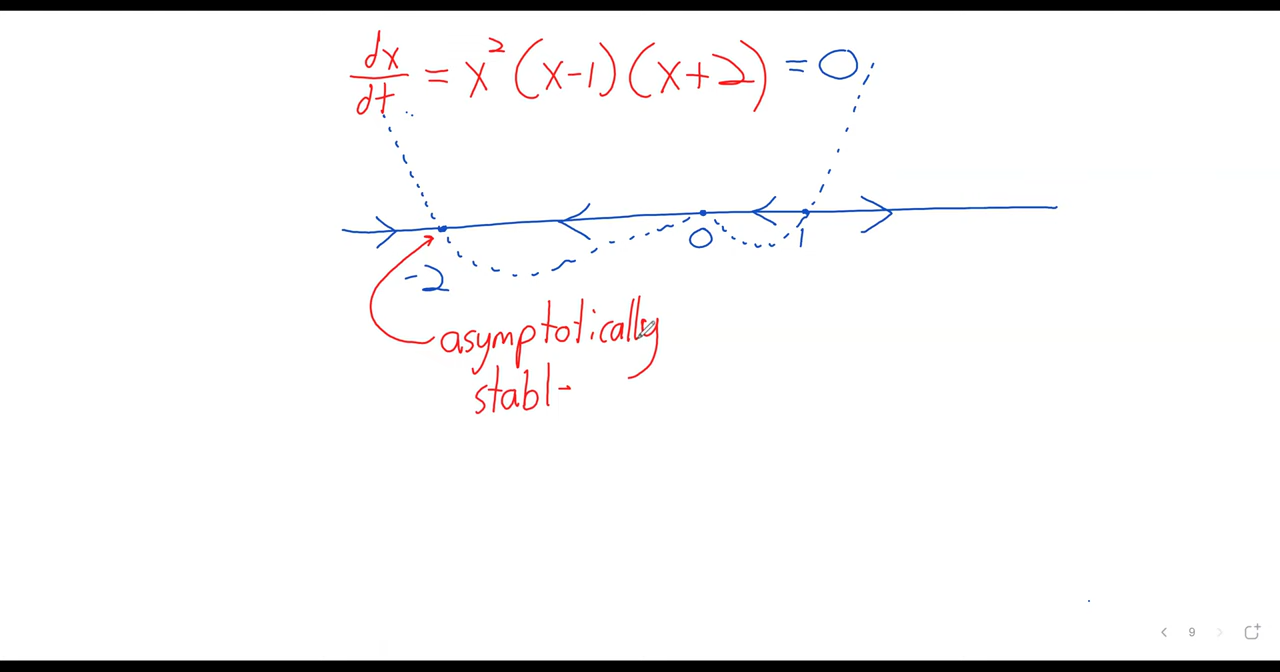 dx/dt = x²(x-1)(x+2) = 0
0 1
-2
asymptotically
stabl-
9